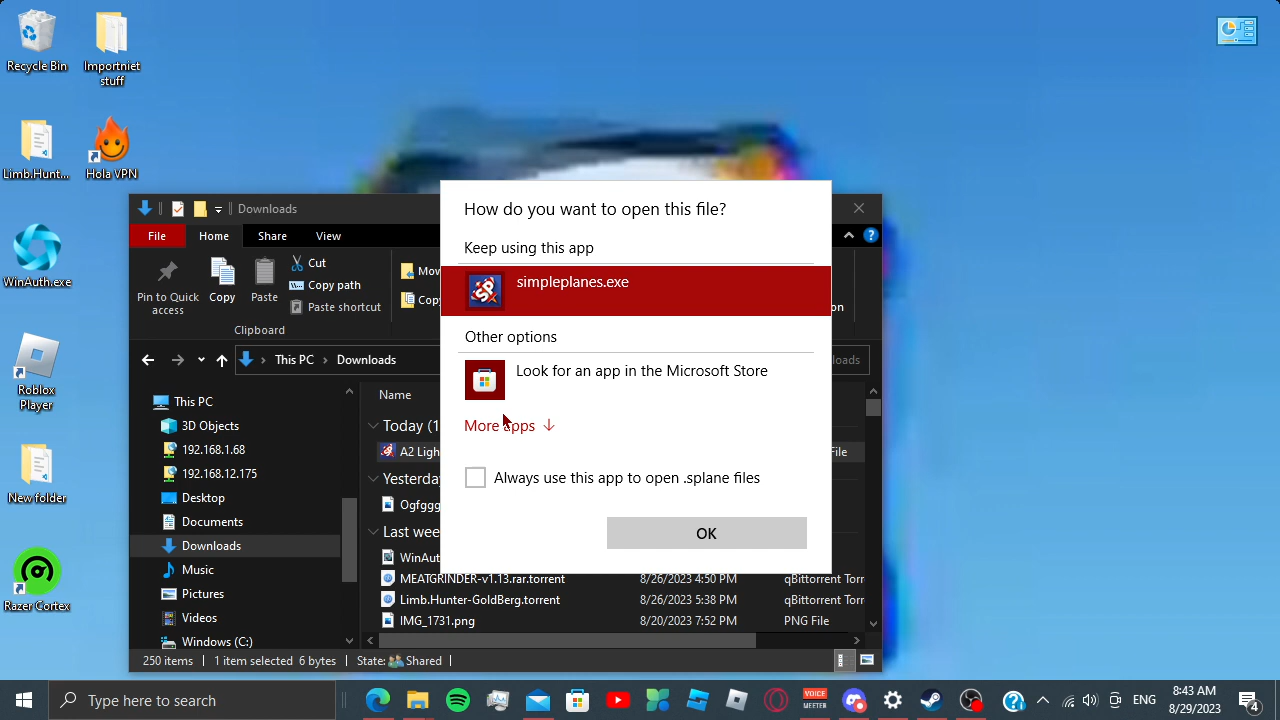 Recycle Bin
Importniet
stuff
Limb.Hunt...
Hola VPN
WinAuth.exe
Roblox
Player
New folder
Razer Cortex
Downloads
File
Home
Share
View
Pin to Quick
access
Copy
Paste
Cut
Copy path
Paste shortcut
Clipboard
Mov
Copy
on
This PC
Downloads
loads
This PC
3D Objects
192.168.1.68
192.168.12.175
Desktop
Documents
Downloads
Music
Pictures
Videos
Windows (C:)
Name
Today (1
A2 Ligh
File
Yesterday
Ogfggg
Last wee
WinAut
MEATGRINDER-v1.13.rar.torrent
8/26/2023 4:50 PM
qBittorrent Torr
Limb.Hunter-GoldBerg.torrent
8/26/2023 5:38 PM
qBittorrent Torr
IMG_1731.png
8/20/2023 7:52 PM
PNG File
250 items
1 item selected 6 bytes
State: Shared
How do you want to open this file?
Keep using this app
simpleplanes.exe
Other options
Look for an app in the Microsoft Store
More apps
Always use this app to open .splane files
OK
Type here to search
VOICE
MEETER
ENG
8:43 AM
8/29/2023
4